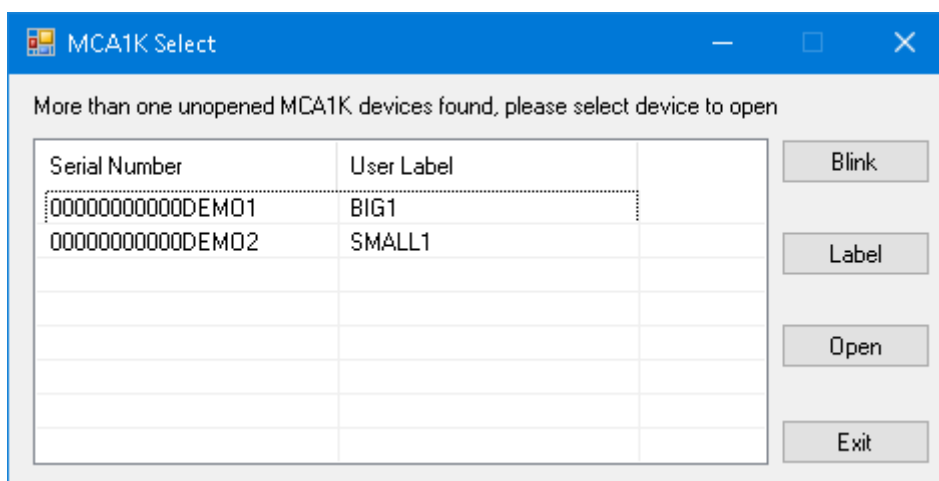 MCA1K Select
More than one unopened MCA1K devices found, please select device to open
Serial Number User Label
00000000000DEMO1 BIG1
00000000000DEMO2 SMALL1
Blink
Label
Open
Exit